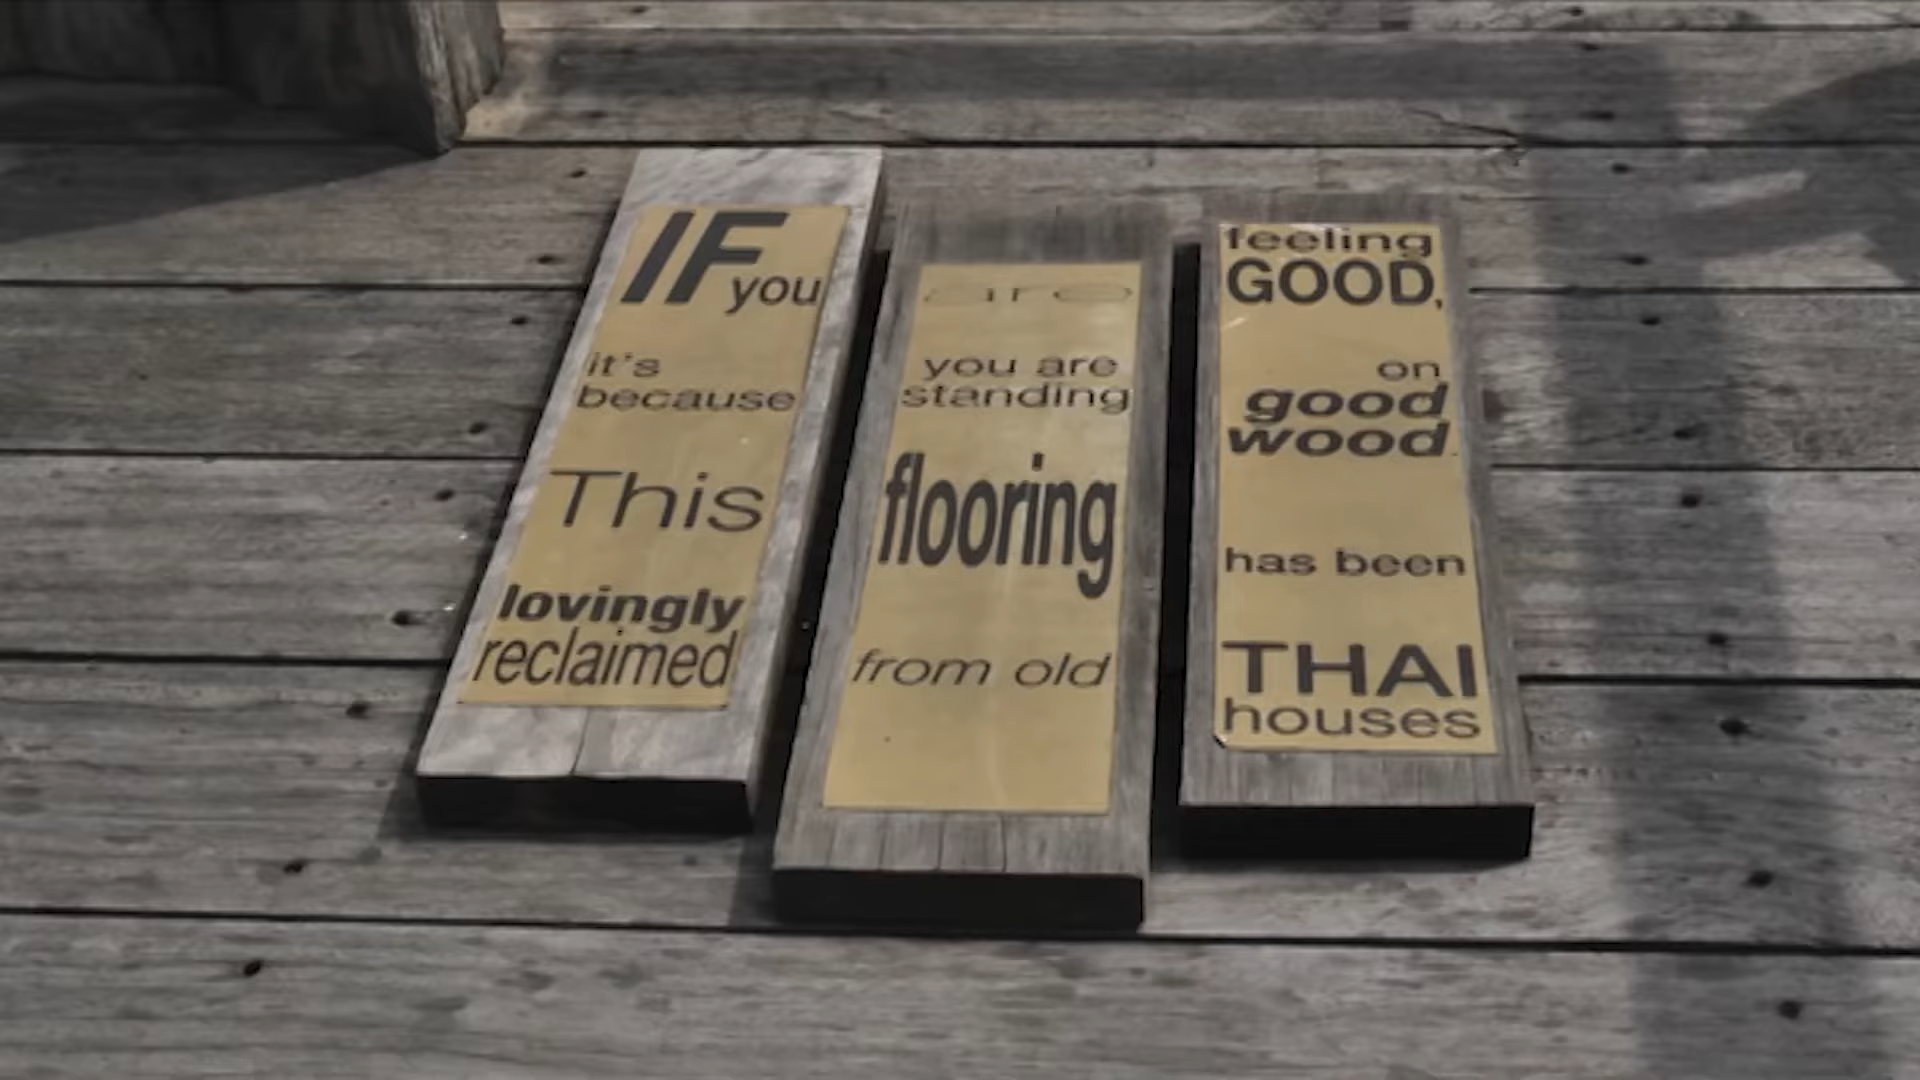 IF you
are
feeling
GOOD,
it's
because
you are
standing
on
good
wood.
This
flooring
has been
lovingly
reclaimed
from old
THAI
houses